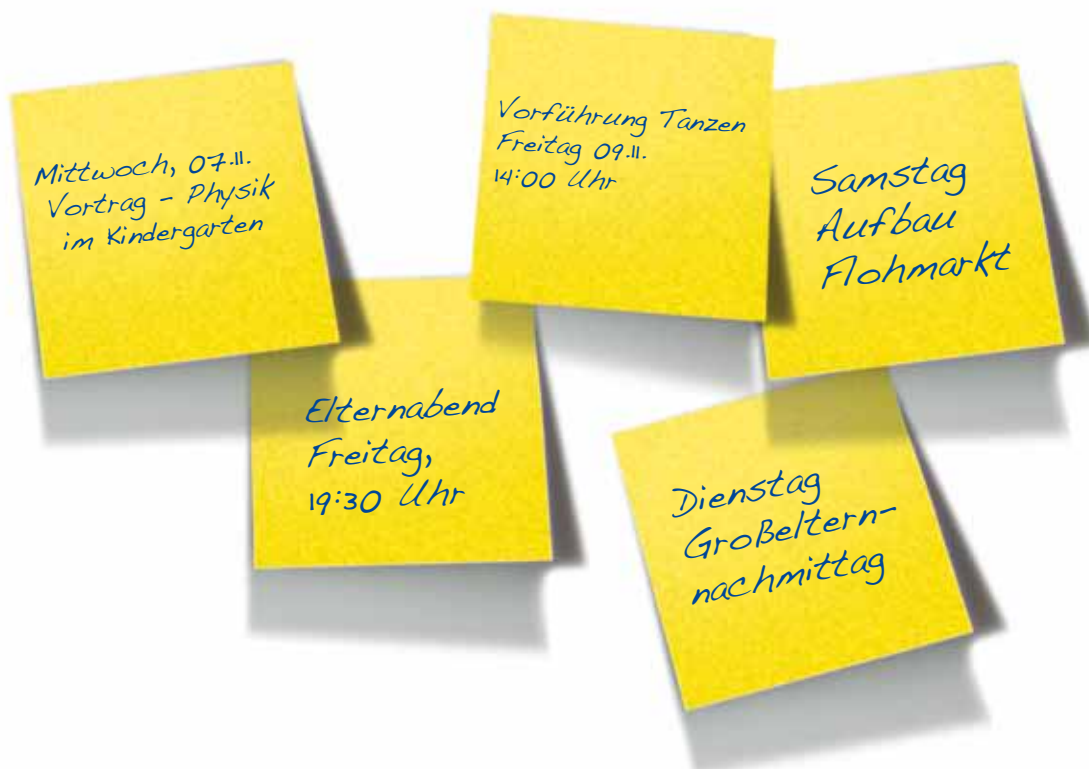 Mittwoch, 07.11.
Vortrag - Physik
im Kindergarten
Vorführung Tanzen
Freitag 09.11.
14:00 Uhr
Samstag
Aufbau
Flohmarkt
Elternabend
Freitag,
19:30 Uhr
Dienstag
Großeltern-
nachmittag